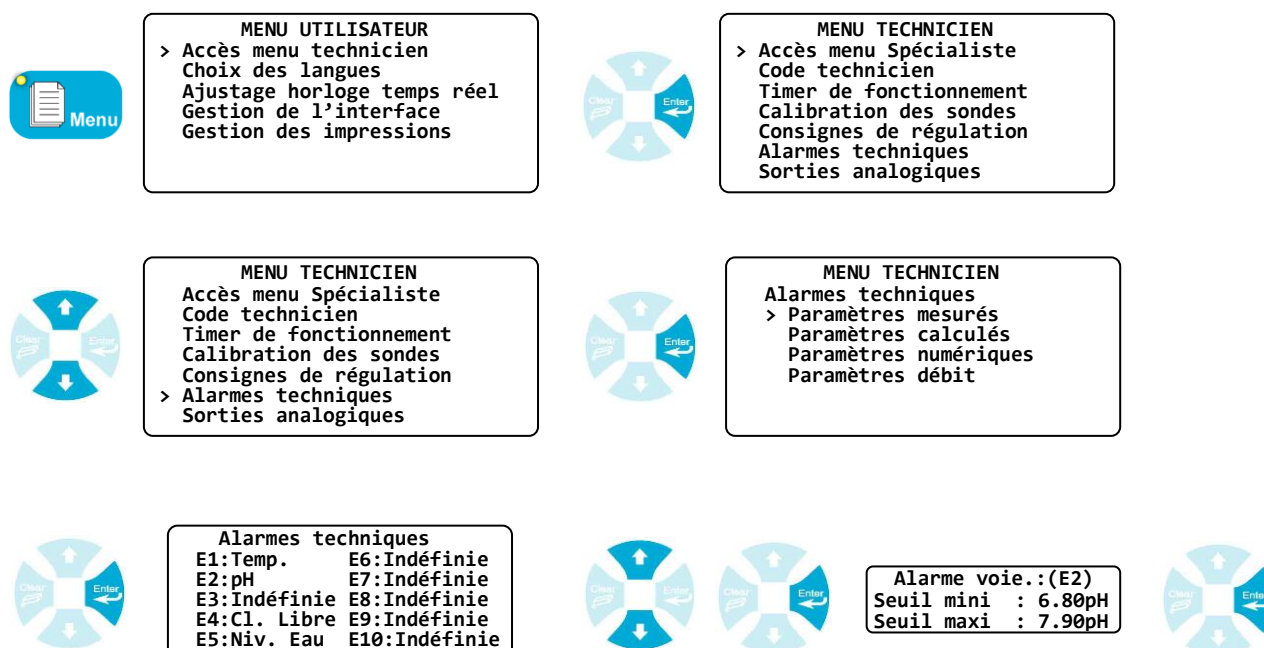 Menu
MENU UTILISATEUR
> Accès menu technicien
Choix des langues
Ajustage horloge temps réel
Gestion de l'interface
Gestion des impressions
Clear Enter
MENU TECHNICIEN
> Accès menu Spécialiste
Code technicien
Timer de fonctionnement
Calibration des sondes
Consignes de régulation
Alarmes techniques
Sorties analogiques
Clear Enter
MENU TECHNICIEN
Accès menu Spécialiste
Code technicien
Timer de fonctionnement
Calibration des sondes
Consignes de régulation
> Alarmes techniques
Sorties analogiques
Clear Enter
MENU TECHNICIEN
Alarmes techniques
> Paramètres mesurés
Paramètres calculés
Paramètres numériques
Paramètres débit
Clear Enter
Alarmes techniques
E1:Temp. E6:Indéfinie
E2:pH E7:Indéfinie
E3:Indéfinie E8:Indéfinie
E4:Cl. Libre E9:Indéfinie
E5:Niv. Eau E10:Indéfinie
Clear Enter
Clear Enter
Alarme voie.:(E2)
Seuil mini : 6.80pH
Seuil maxi : 7.90pH
Clear Enter